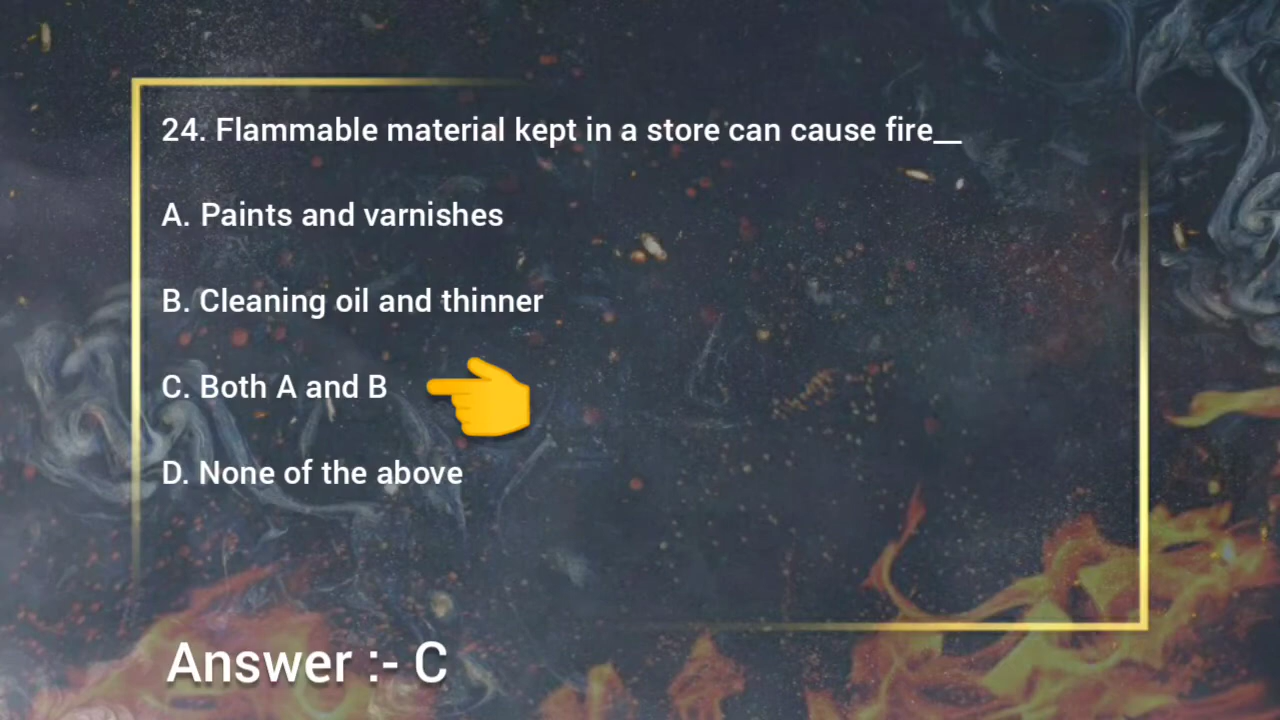 24. Flammable material kept in a store can cause fire__
A. Paints and varnishes
B. Cleaning oil and thinner
C. Both A and B
D. None of the above
Answer :- C